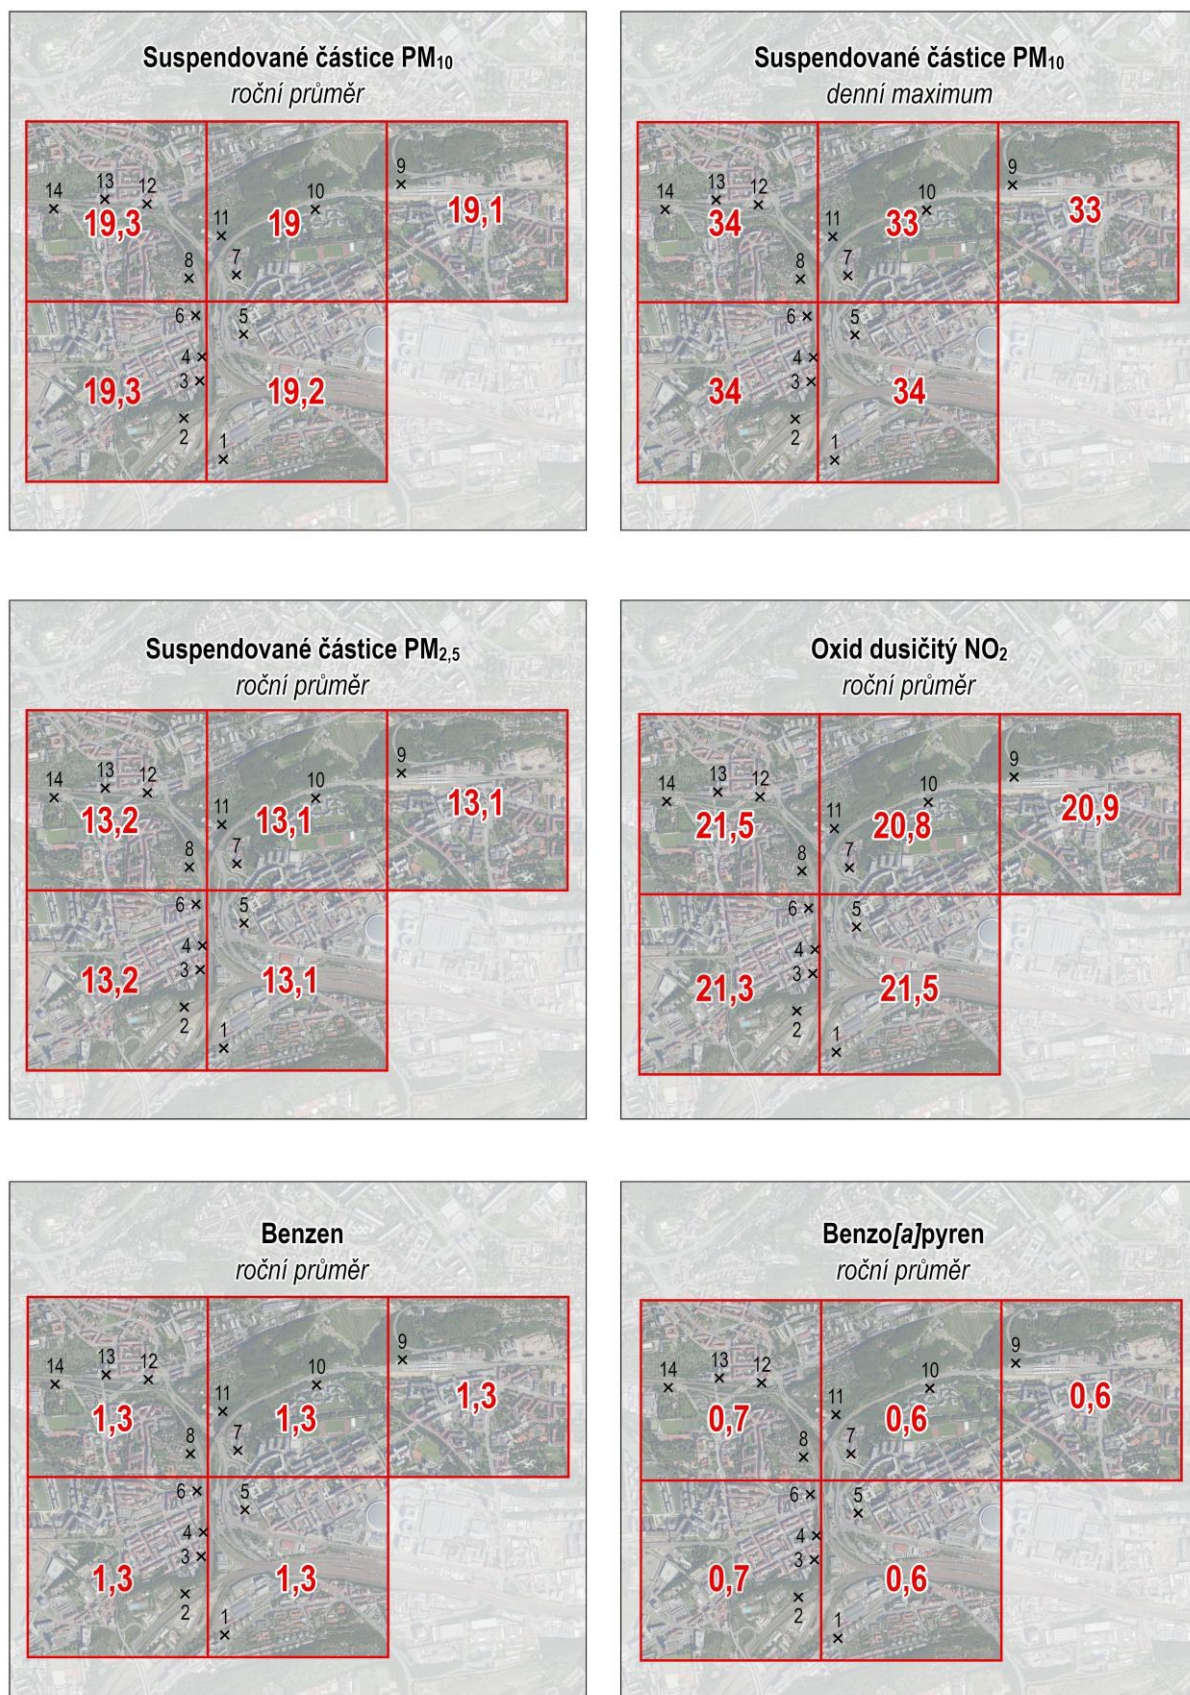 Suspendované částice PM10
roční průměr
9
14 13 12 10
19,3 11 19 19,1
8 7
6 5
4
3
19,3 19,2
2 1
Suspendované částice PM10
denní maximum
9
14 13 12 10
34 11 33 33
8 7
6 5
4
3
34 34
2 1
Suspendované částice PM2,5
roční průměr
9
14 13 12 10
13,2 11 13,1 13,1
8 7
6 5
4
3
13,2 13,1
2 1
Oxid dusičitý NO2
roční průměr
9
14 13 12 10
21,5 11 20,8 20,9
8 7
6 5
4
3
21,3 21,5
2 1
Benzen
roční průměr
9
14 13 12 10
1,3 11 1,3 1,3
8 7
6 5
4
3
1,3 1,3
2 1
Benzo[a]pyren
roční průměr
9
14 13 12 10
0,7 11 0,6 0,6
8 7
6 5
4
3
0,7 0,6
2 1